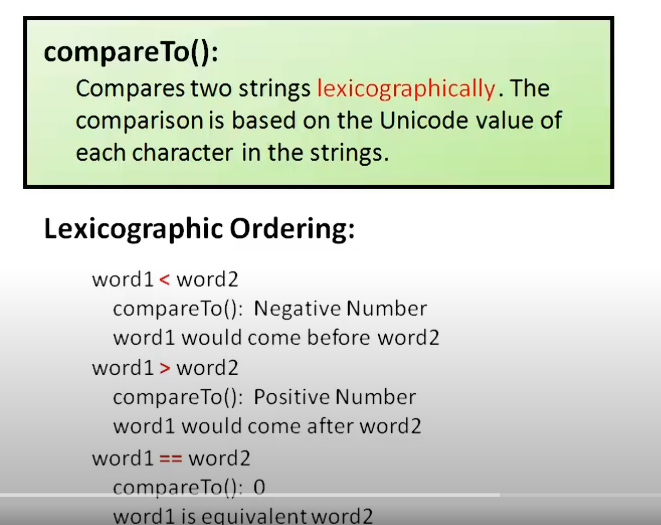 compareTo():
Compares two strings lexicographically. The
comparison is based on the Unicode value of
each character in the strings.
Lexicographic Ordering:
word1 < word2
compareTo(): Negative Number
word1 would come before word2
word1 > word2
compareTo(): Positive Number
word1 would come after word2
word1 == word2
compareTo(): 0
word1 is equivalent word2